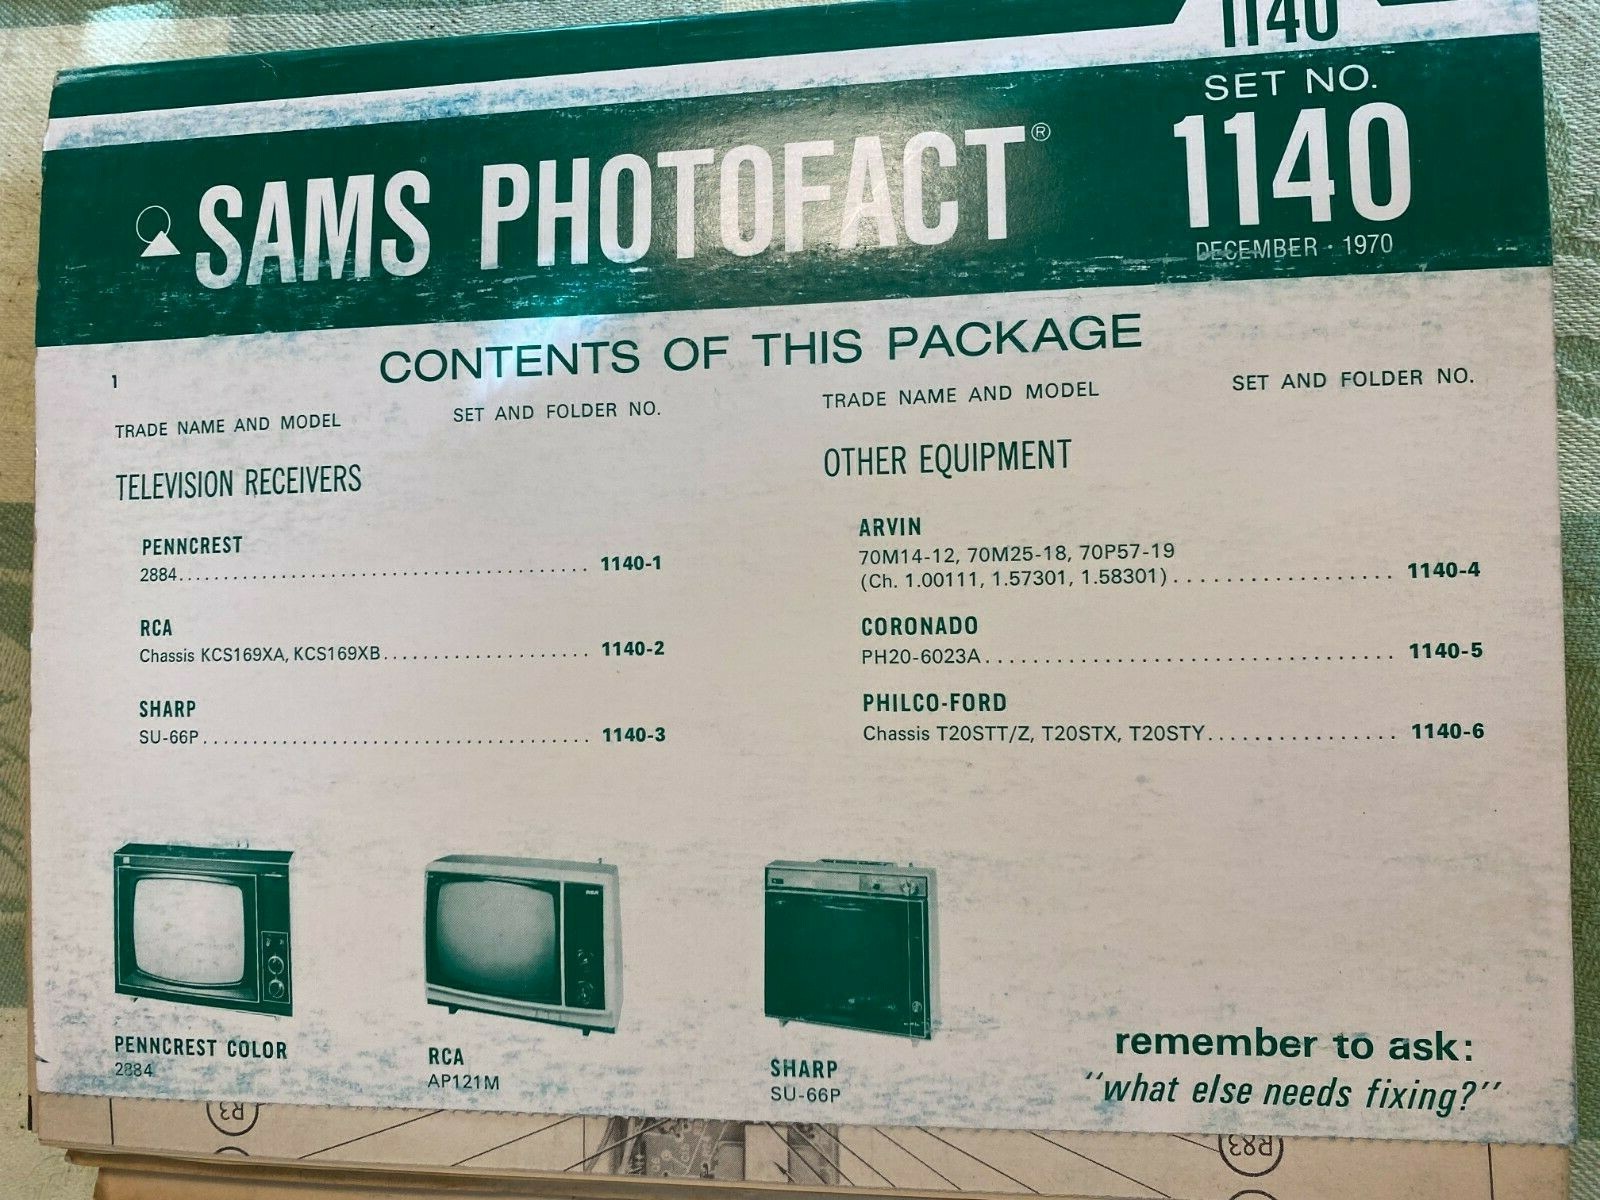 1140
SET NO.
1140
DECEMBER · 1970
SAMS PHOTOFACT®
CONTENTS OF THIS PACKAGE
1
TRADE NAME AND MODEL SET AND FOLDER NO.
TELEVISION RECEIVERS
PENNCREST
2884 1140-1
RCA
Chassis KCS169XA, KCS169XB 1140-2
SHARP
SU-66P 1140-3
TRADE NAME AND MODEL SET AND FOLDER NO.
OTHER EQUIPMENT
ARVIN
70M14-12, 70M25-18, 70P57-19
(Ch. 1.00111, 1.57301, 1.58301) 1140-4
CORONADO
PH20-6023A 1140-5
PHILCO-FORD
Chassis T20STT/Z, T20STX, T20STY 1140-6
RCA
PENNCREST COLOR
2884
RCA
AP121M
SHARP
SU-66P
remember to ask:
"what else needs fixing?"
R3
R83